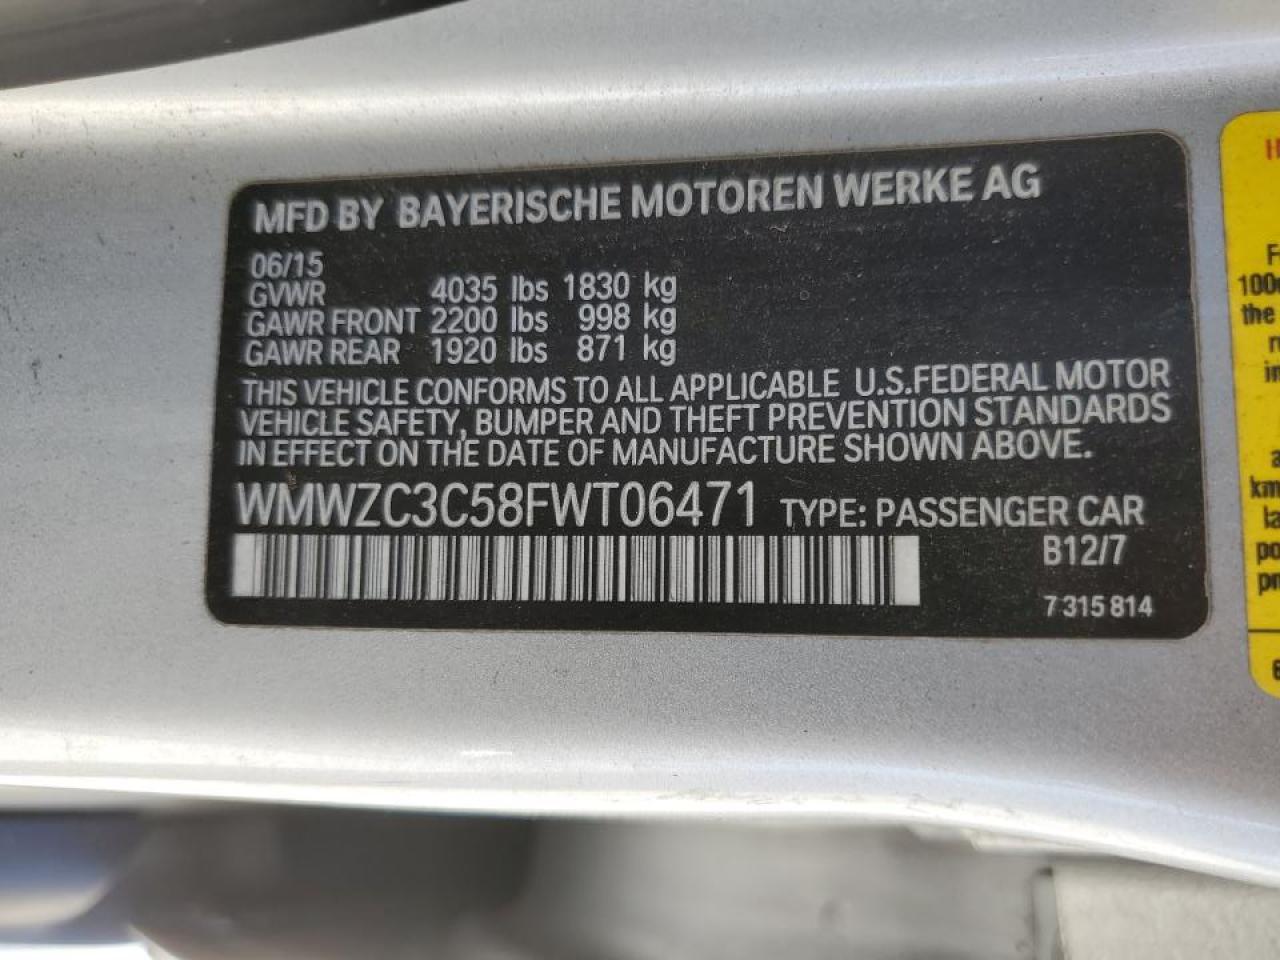 MFD BY BAYERISCHE MOTOREN WERKE AG
06/15
GVWR 4035 lbs 1830 kg
GAWR FRONT 2200 lbs 998 kg
GAWR REAR 1920 lbs 871 kg
THIS VEHICLE CONFORMS TO ALL APPLICABLE U.S.FEDERAL MOTOR
VEHICLE SAFETY, BUMPER AND THEFT PREVENTION STANDARDS
IN EFFECT ON THE DATE OF MANUFACTURE SHOWN ABOVE.
WMWZC3C58FWT06471 TYPE: PASSENGER CAR
B12/7
7 315 814
the